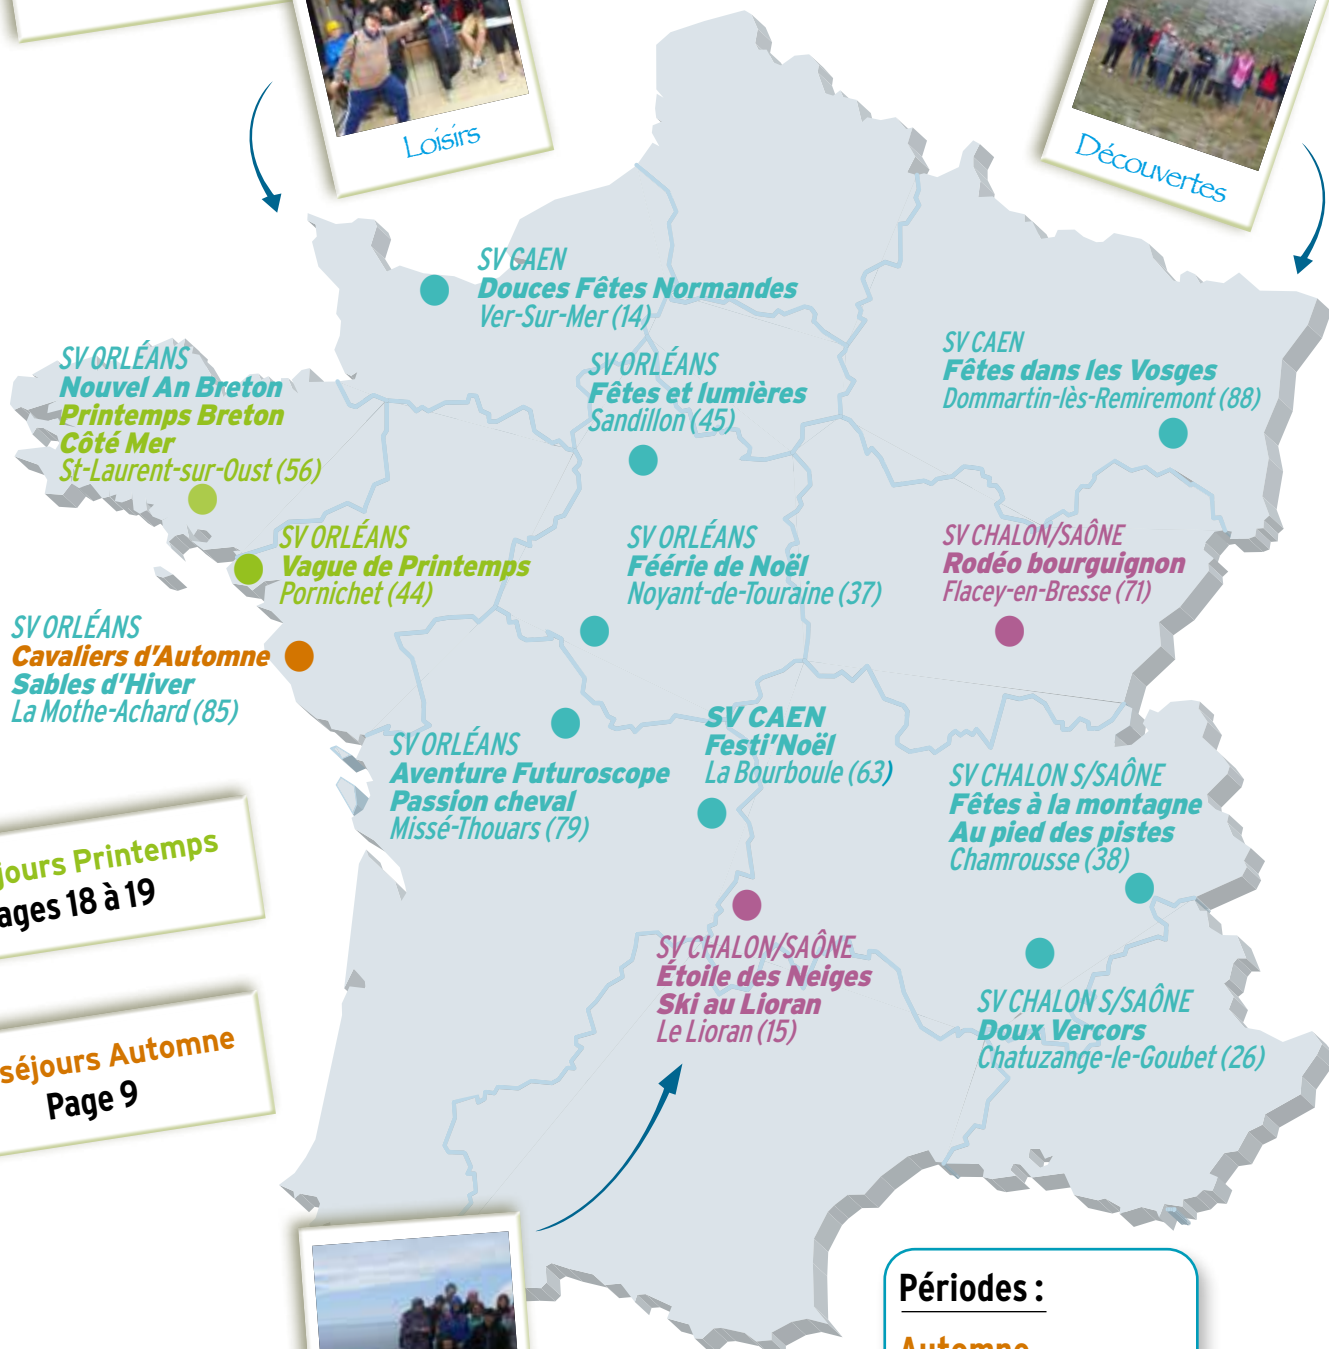 Loisirs
Découvertes
SV CAEN
Douces Fêtes Normandes
Ver-Sur-Mer (14)
SV ORLÉANS
Nouvel An Breton
Printemps Breton
Côté Mer
St-Laurent-sur-Oust (56)
SV ORLÉANS
Fêtes et lumières
Sandillon (45)
SV CAEN
Fêtes dans les Vosges
Dommartin-lès-Remiremont (88)
SV ORLÉANS
Vague de Printemps
Pornichet (44)
SV ORLÉANS
Féérie de Noël
Noyant-de-Touraine (37)
SV CHALON/SAÔNE
Rodéo bourguignon
Flacey-en-Bresse (71)
SV ORLÉANS
Cavaliers d'Automne
Sables d'Hiver
La Mothe-Achard (85)
SV ORLÉANS
Aventure Futuroscope
Passion cheval
Missé-Thouars (79)
SV CAEN
Festi'Noël
La Bourboule (63)
SV CHALON S/SAÔNE
Fêtes à la montagne
Au pied des pistes
Chamrousse (38)
jours Printemps
ages 18 à 19
SV CHALON/SAÔNE
Étoile des Neiges
Ski au Lioran
Le Lioran (15)
SV CHALON S/SAÔNE
Doux Vercors
Chatuzange-le-Goubet (26)
séjours Automne
Page 9
Périodes :
Automne